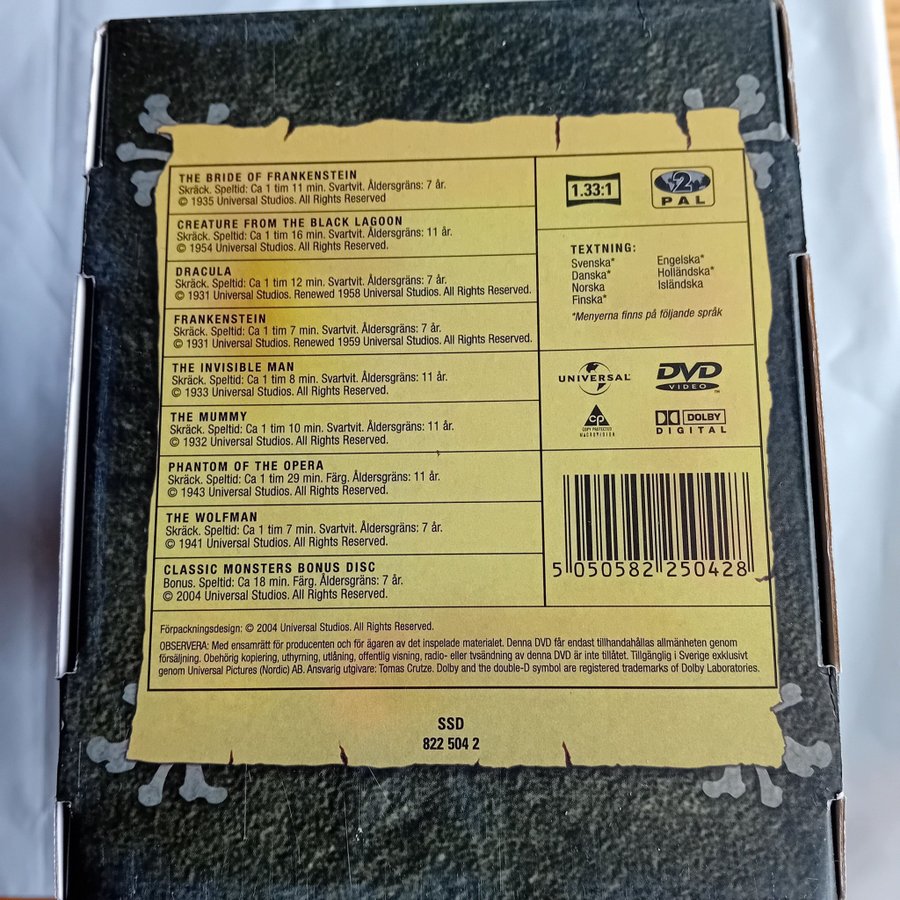 THE BRIDE OF FRANKENSTEIN
Skräck. Speltid: Ca 1 tim 11 min. Svartvit. Åldersgräns: 7 år.
© 1935 Universal Studios. All Rights Reserved
CREATURE FROM THE BLACK LAGOON
Skräck. Speltid: Ca 1 tim 16 min. Svartvit. Åldersgräns: 11 år.
© 1954 Universal Studios. All Rights Reserved.
DRACULA
Skräck. Speltid: Ca 1 tim 12 min. Svartvit. Åldersgräns: 7 år.
© 1931 Universal Studios. Renewed 1958 Universal Studios. All Rights Reserved.
FRANKENSTEIN
Skräck. Speltid: Ca 1 tim 7 min. Svartvit. Åldersgräns: 7 år.
© 1931 Universal Studios. Renewed 1959 Universal Studios. All Rights Reserved.
THE INVISIBLE MAN
Skräck. Speltid: Ca 1 tim 8 min. Svartvit. Åldersgräns: 11 år.
© 1933 Universal Studios. All Rights Reserved.
THE MUMMY
Skräck. Speltid: Ca 1 tim 10 min. Svartvit. Åldersgräns: 11 år.
© 1932 Universal Studios. All Rights Reserved.
PHANTOM OF THE OPERA
Skräck. Speltid: Ca 1 tim 29 min. Färg. Åldersgräns: 11 år.
© 1943 Universal Studios. All Rights Reserved.
THE WOLFMAN
Skräck. Speltid: Ca 1 tim 7 min. Svartvit. Åldersgräns: 7 år.
© 1941 Universal Studios. All Rights Reserved.
CLASSIC MONSTERS BONUS DISC
Bonus. Speltid: Ca 18 min. Färg. Åldersgräns: 7 år.
© 2004 Universal Studios. All Rights Reserved.
1.33:1
2
PAL
TEXTNING:
Svenska*
Danska*
Norska
Finska*
Engelska*
Holländska*
Isländska
*Menyerna finns på följande språk
UNIVERSAL
DVD
VIDEO
CP
COPY PROTECTED
MACROVISION
DOLBY
DIGITAL
5 050582 250428
Förpackningsdesign: © 2004 Universal Studios. All Rights Reserved.
OBSERVERA: Med ensamrätt för producenten och för ägaren av det inspelade materialet. Denna DVD får endast tillhandahållas allmänheten genom
försäljning. Obehörig kopiering, uthyrning, utlåning, offentlig visning, radio- eller tvsändning av denna DVD är inte tillåtet. Tillgänglig i Sverige exklusivt
genom Universal Pictures (Nordic) AB. Ansvarig utgivare: Tomas Crutze. Dolby and the double-D symbol are registered trademarks of Dolby Laboratories.
SSD
822 504 2